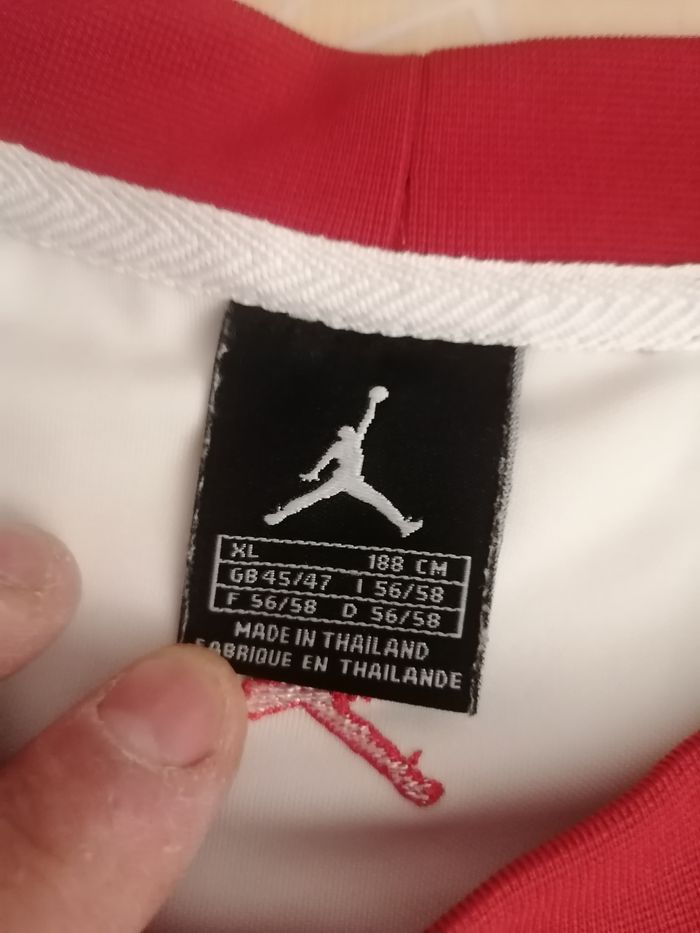 XL 188 CM
GB 45/47 I 56/58
F 56/58 D 56/58
MADE IN THAILAND
FABRIQUE EN THAILANDE